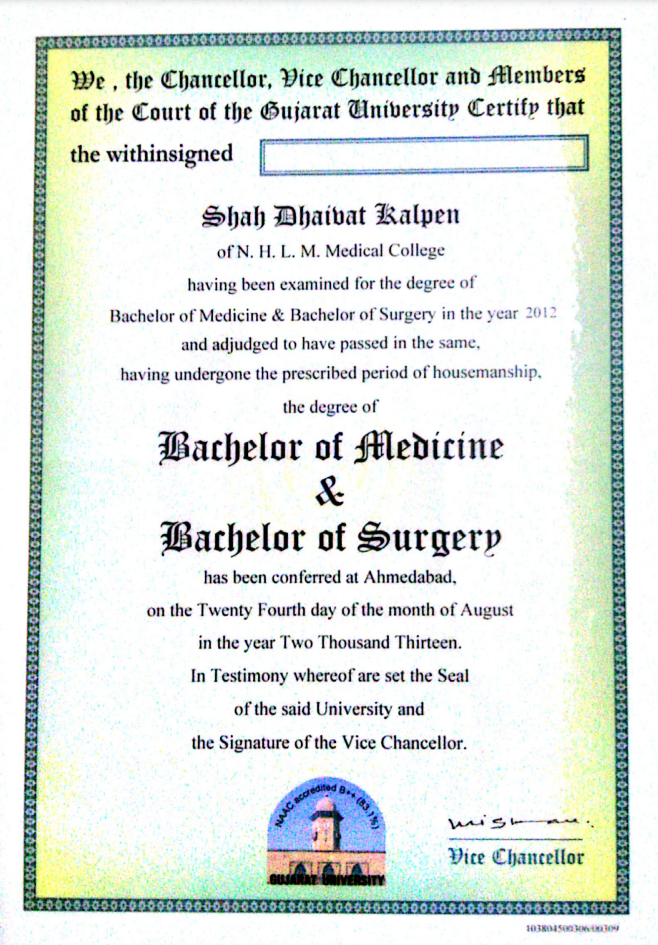 We , the Chancellor, Vice Chancellor and Members
of the Court of the Gujarat University Certify that
the withinsigned
Shah Dhaivat Kalpen
of N. H. L. M. Medical College
having been examined for the degree of
Bachelor of Medicine & Bachelor of Surgery in the year 2012
and adjudged to have passed in the same,
having undergone the prescribed period of housemanship,
the degree of
Bachelor of Medicine
&
Bachelor of Surgery
has been conferred at Ahmedabad,
on the Twenty Fourth day of the month of August
in the year Two Thousand Thirteen.
In Testimony whereof are set the Seal
of the said University and
the Signature of the Vice Chancellor.
NAAC accredited B++ (83.1%)
GUJARAT UNIVERSITY
Vice Chancellor